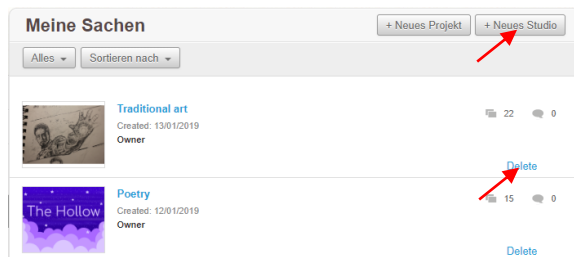 Meine Sachen
+ Neues Projekt
+ Neues Studio
Alles
Sortieren nach
Traditional art
22
0
Created: 13/01/2019
Owner
Delete
Poetry
15
0
The Hollow
Created: 12/01/2019
Owner
Delete